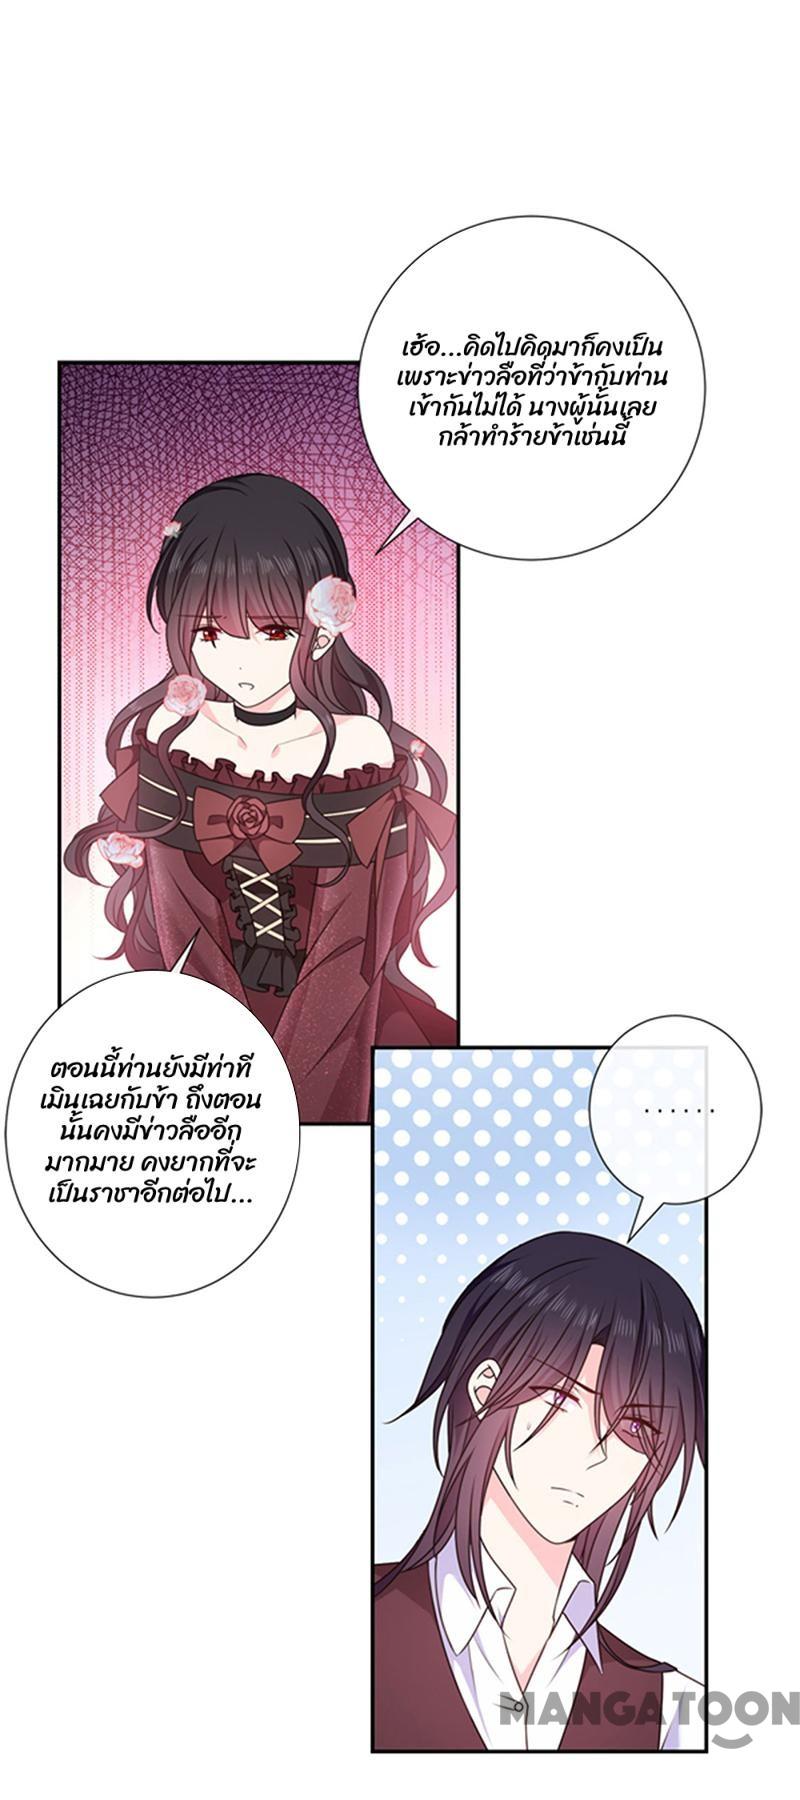 เฮ้อ...คิดไปคิดมาก็คงเป็น
เพราะข่าวลือที่ว่าข้ากับท่าน
เข้ากันไม่ได้ นางผู้นั้นเลย
กล้าทำร้ายข้าเช่นนี้
ตอนนี้ท่านยังมีท่าที
เมินเฉยกับข้า ถึงตอน
นั้นคงมีข่าวลืออีก
มากมาย คงยากที่จะ
เป็นราชาอีกต่อไป...
......
MANGATOON